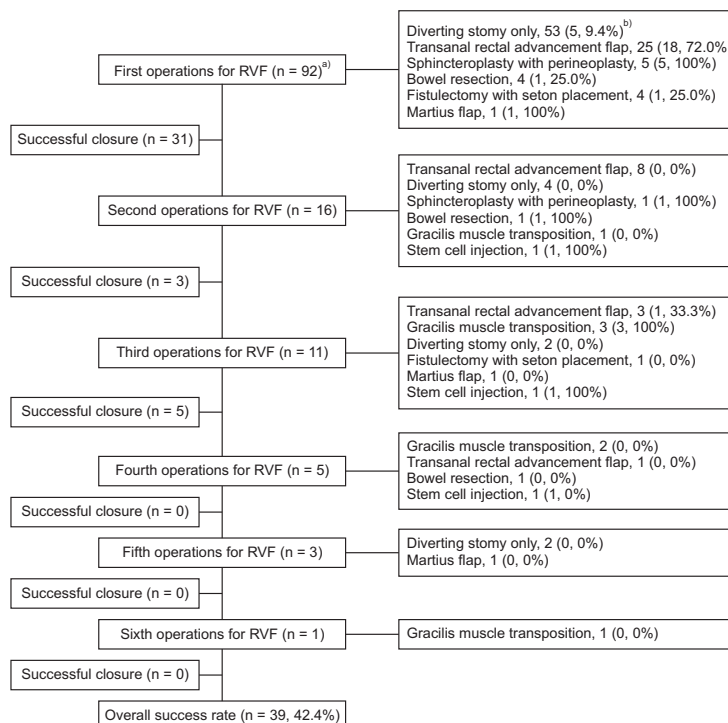 Diverting stomy only, 53 (5, 9.4%)b)
Transanal rectal advancement flap, 25 (18, 72.0%
Sphincteroplasty with perineoplasty, 5 (5, 100%)
Bowel resection, 4 (1, 25.0%)
Fistulectomy with seton placement, 4 (1, 25.0%)
Martius flap, 1 (1, 100%)
First operations for RVF (n = 92)a)
Successful closure (n = 31)
Transanal rectal advancement flap, 8 (0, 0%)
Diverting stomy only, 4 (0, 0%)
Sphincteroplasty with perineoplasty, 1 (1, 100%)
Bowel resection, 1 (1, 100%)
Gracilis muscle transposition, 1 (0, 0%)
Stem cell injection, 1 (1, 100%)
Second operations for RVF (n = 16)
Successful closure (n = 3)
Transanal rectal advancement flap, 3 (1, 33.3%)
Gracilis muscle transposition, 3 (3, 100%)
Diverting stomy only, 2 (0, 0%)
Fistulectomy with seton placement, 1 (0, 0%)
Martius flap, 1 (0, 0%)
Stem cell injection, 1 (1, 100%)
Third operations for RVF (n = 11)
Successful closure (n = 5)
Gracilis muscle transposition, 2 (0, 0%)
Transanal rectal advancement flap, 1 (0, 0%)
Bowel resection, 1 (0, 0%)
Stem cell injection, 1 (1, 0%)
Fourth operations for RVF (n = 5)
Successful closure (n = 0)
Diverting stomy only, 2 (0, 0%)
Martius flap, 1 (0, 0%)
Fifth operations for RVF (n = 3)
Successful closure (n = 0)
Sixth operations for RVF (n = 1)
Gracilis muscle transposition, 1 (0, 0%)
Successful closure (n = 0)
Overall success rate (n = 39, 42.4%)